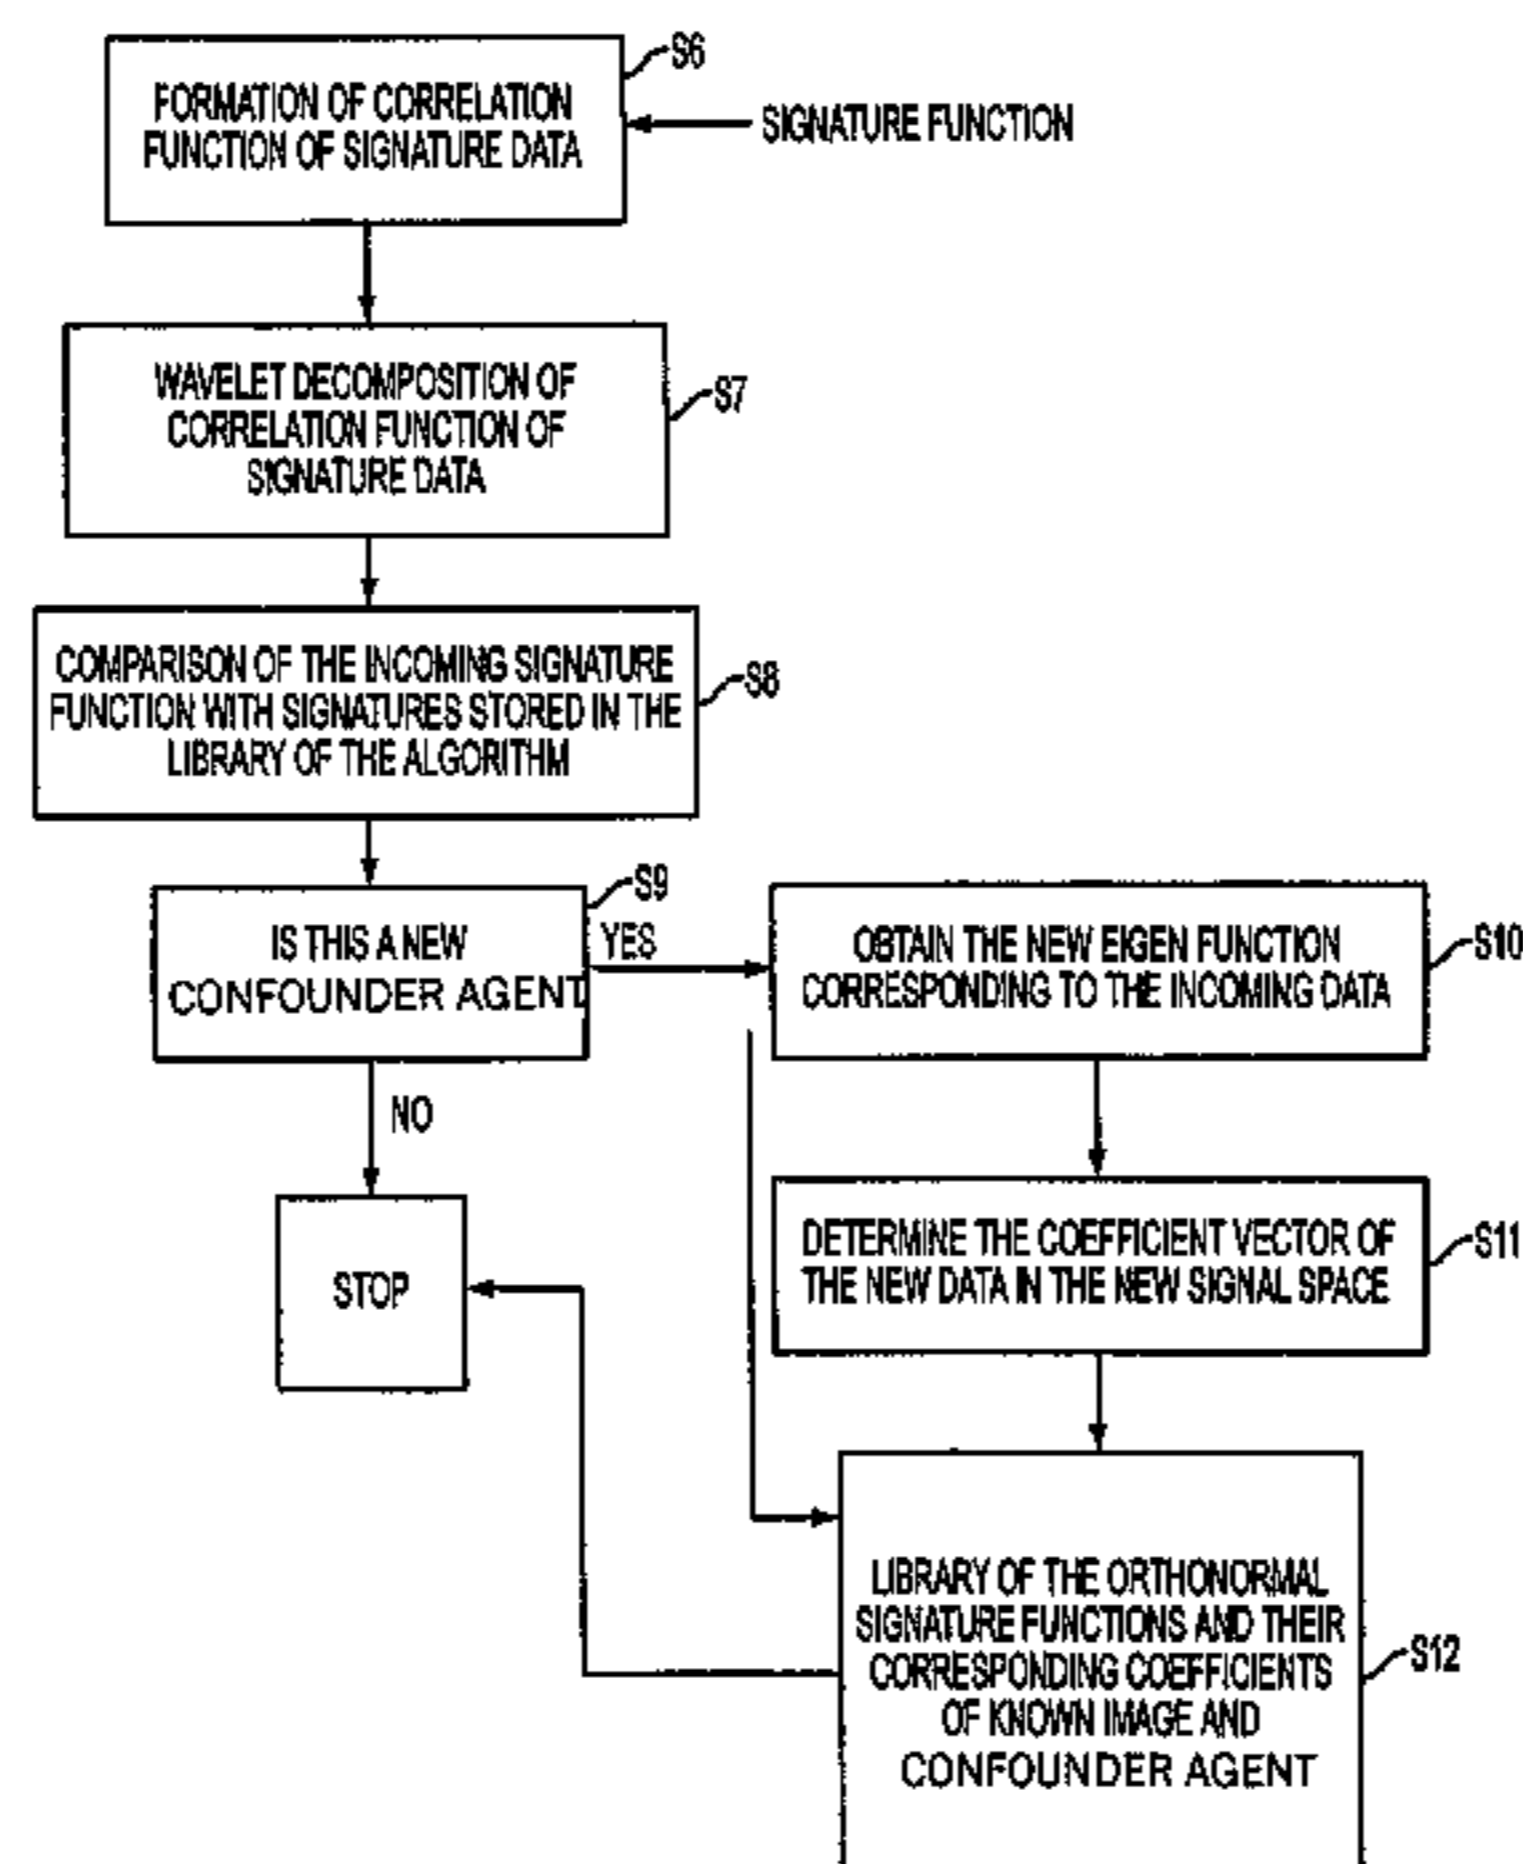 S6
FORMATION OF CORRELATION
FUNCTION OF SIGNATURE DATA
SIGNATURE FUNCTION
WAVELET DECOMPOSITION OF
CORRELATION FUNCTION OF
SIGNATURE DATA
S7
COMPARISON OF THE INCOMING SIGNATURE
FUNCTION WITH SIGNATURES STORED IN THE
LIBRARY OF THE ALGORITHM
S8
S9
IS THIS A NEW
CONFOUNDER AGENT
YES
OBTAIN THE NEW EIGEN FUNCTION
CORRESPONDING TO THE INCOMING DATA
S10
NO
STOP
DETERMINE THE COEFFICIENT VECTOR OF
THE NEW DATA IN THE NEW SIGNAL SPACE
S11
LIBRARY OF THE ORTHONORMAL
SIGNATURE FUNCTIONS AND THEIR
CORRESPONDING COEFFICIENTS
OF KNOWN IMAGE AND
CONFOUNDER AGENT
S12